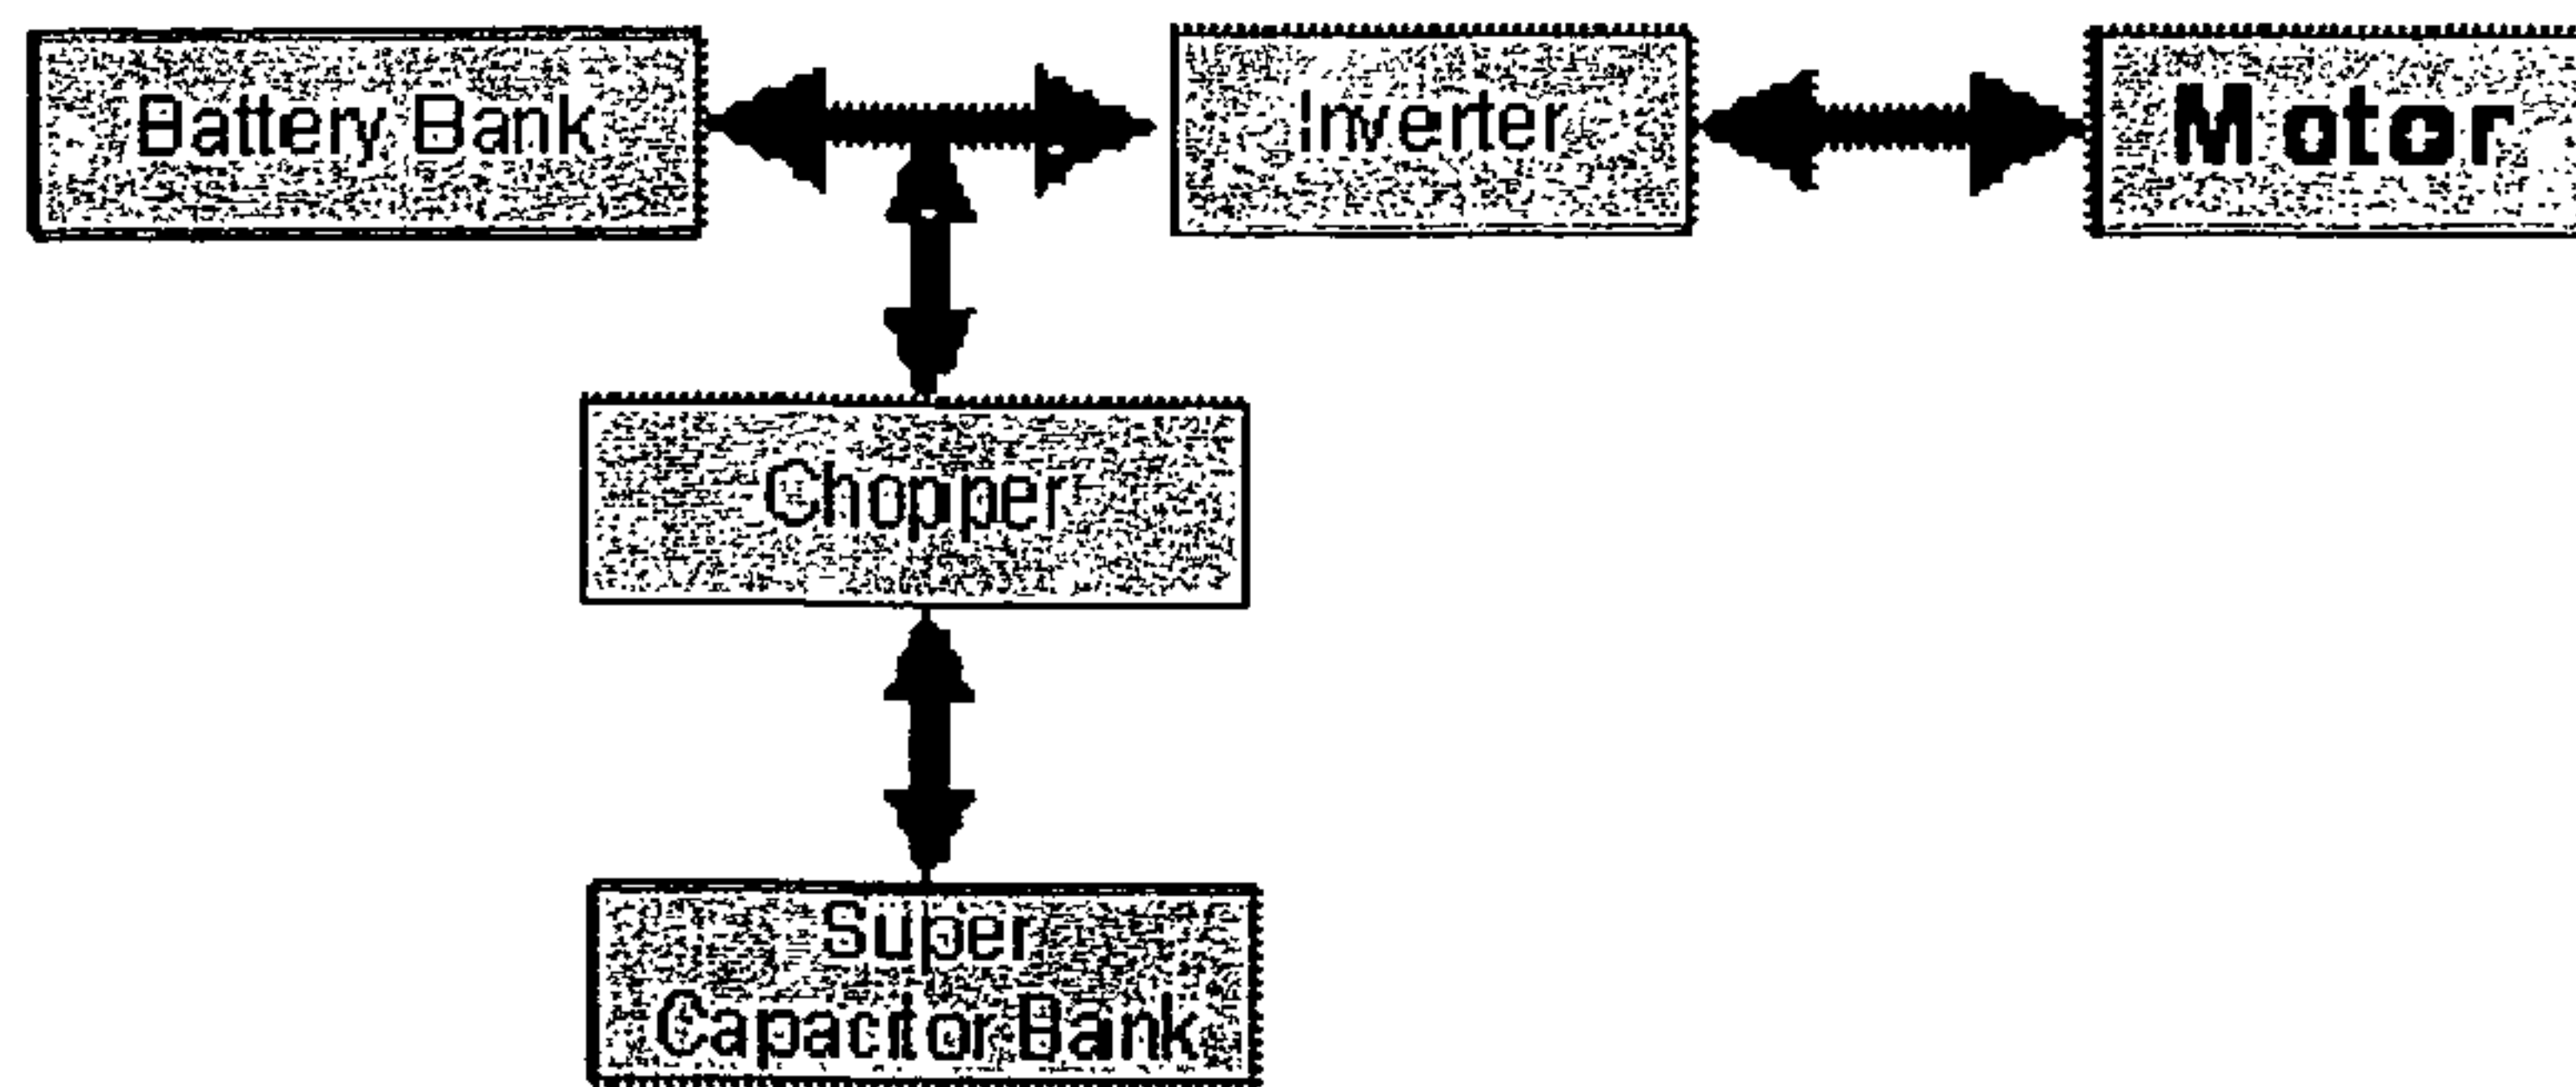 Battery Bank
Inverter
Motor
Chopper
Super
Capacitor Bank